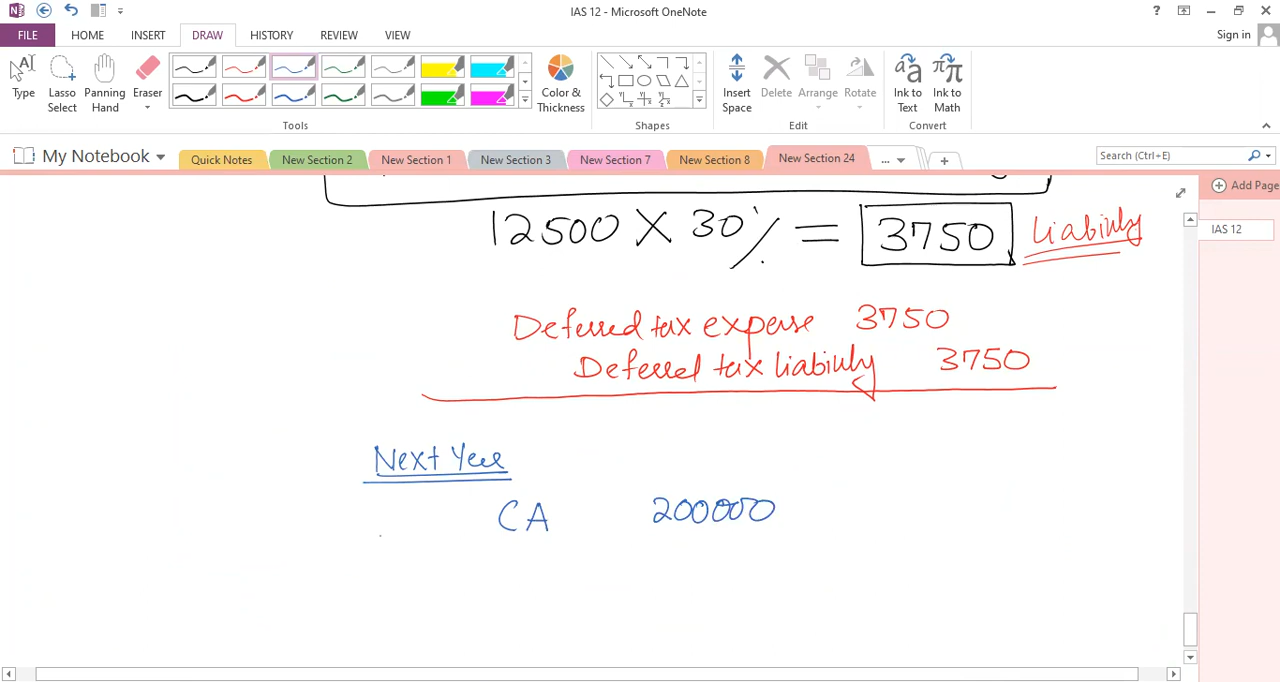 IAS 12 - Microsoft OneNote
FILE HOME INSERT DRAW HISTORY REVIEW VIEW
Sign in
Type Lasso Select Panning Hand Eraser
Color & Thickness
Insert Space Delete Arrange Rotate Ink to Text Ink to Math
Tools Shapes Edit Convert
My Notebook Quick Notes New Section 2 New Section 1 New Section 3 New Section 7 New Section 8 New Section 24 ... + Search (Ctrl+E)
Add Page
IAS 12
12500 X 30% = 3750 liability
Deferred tax expense 3750
Deferred tax liability 3750
Next Year
CA 200000